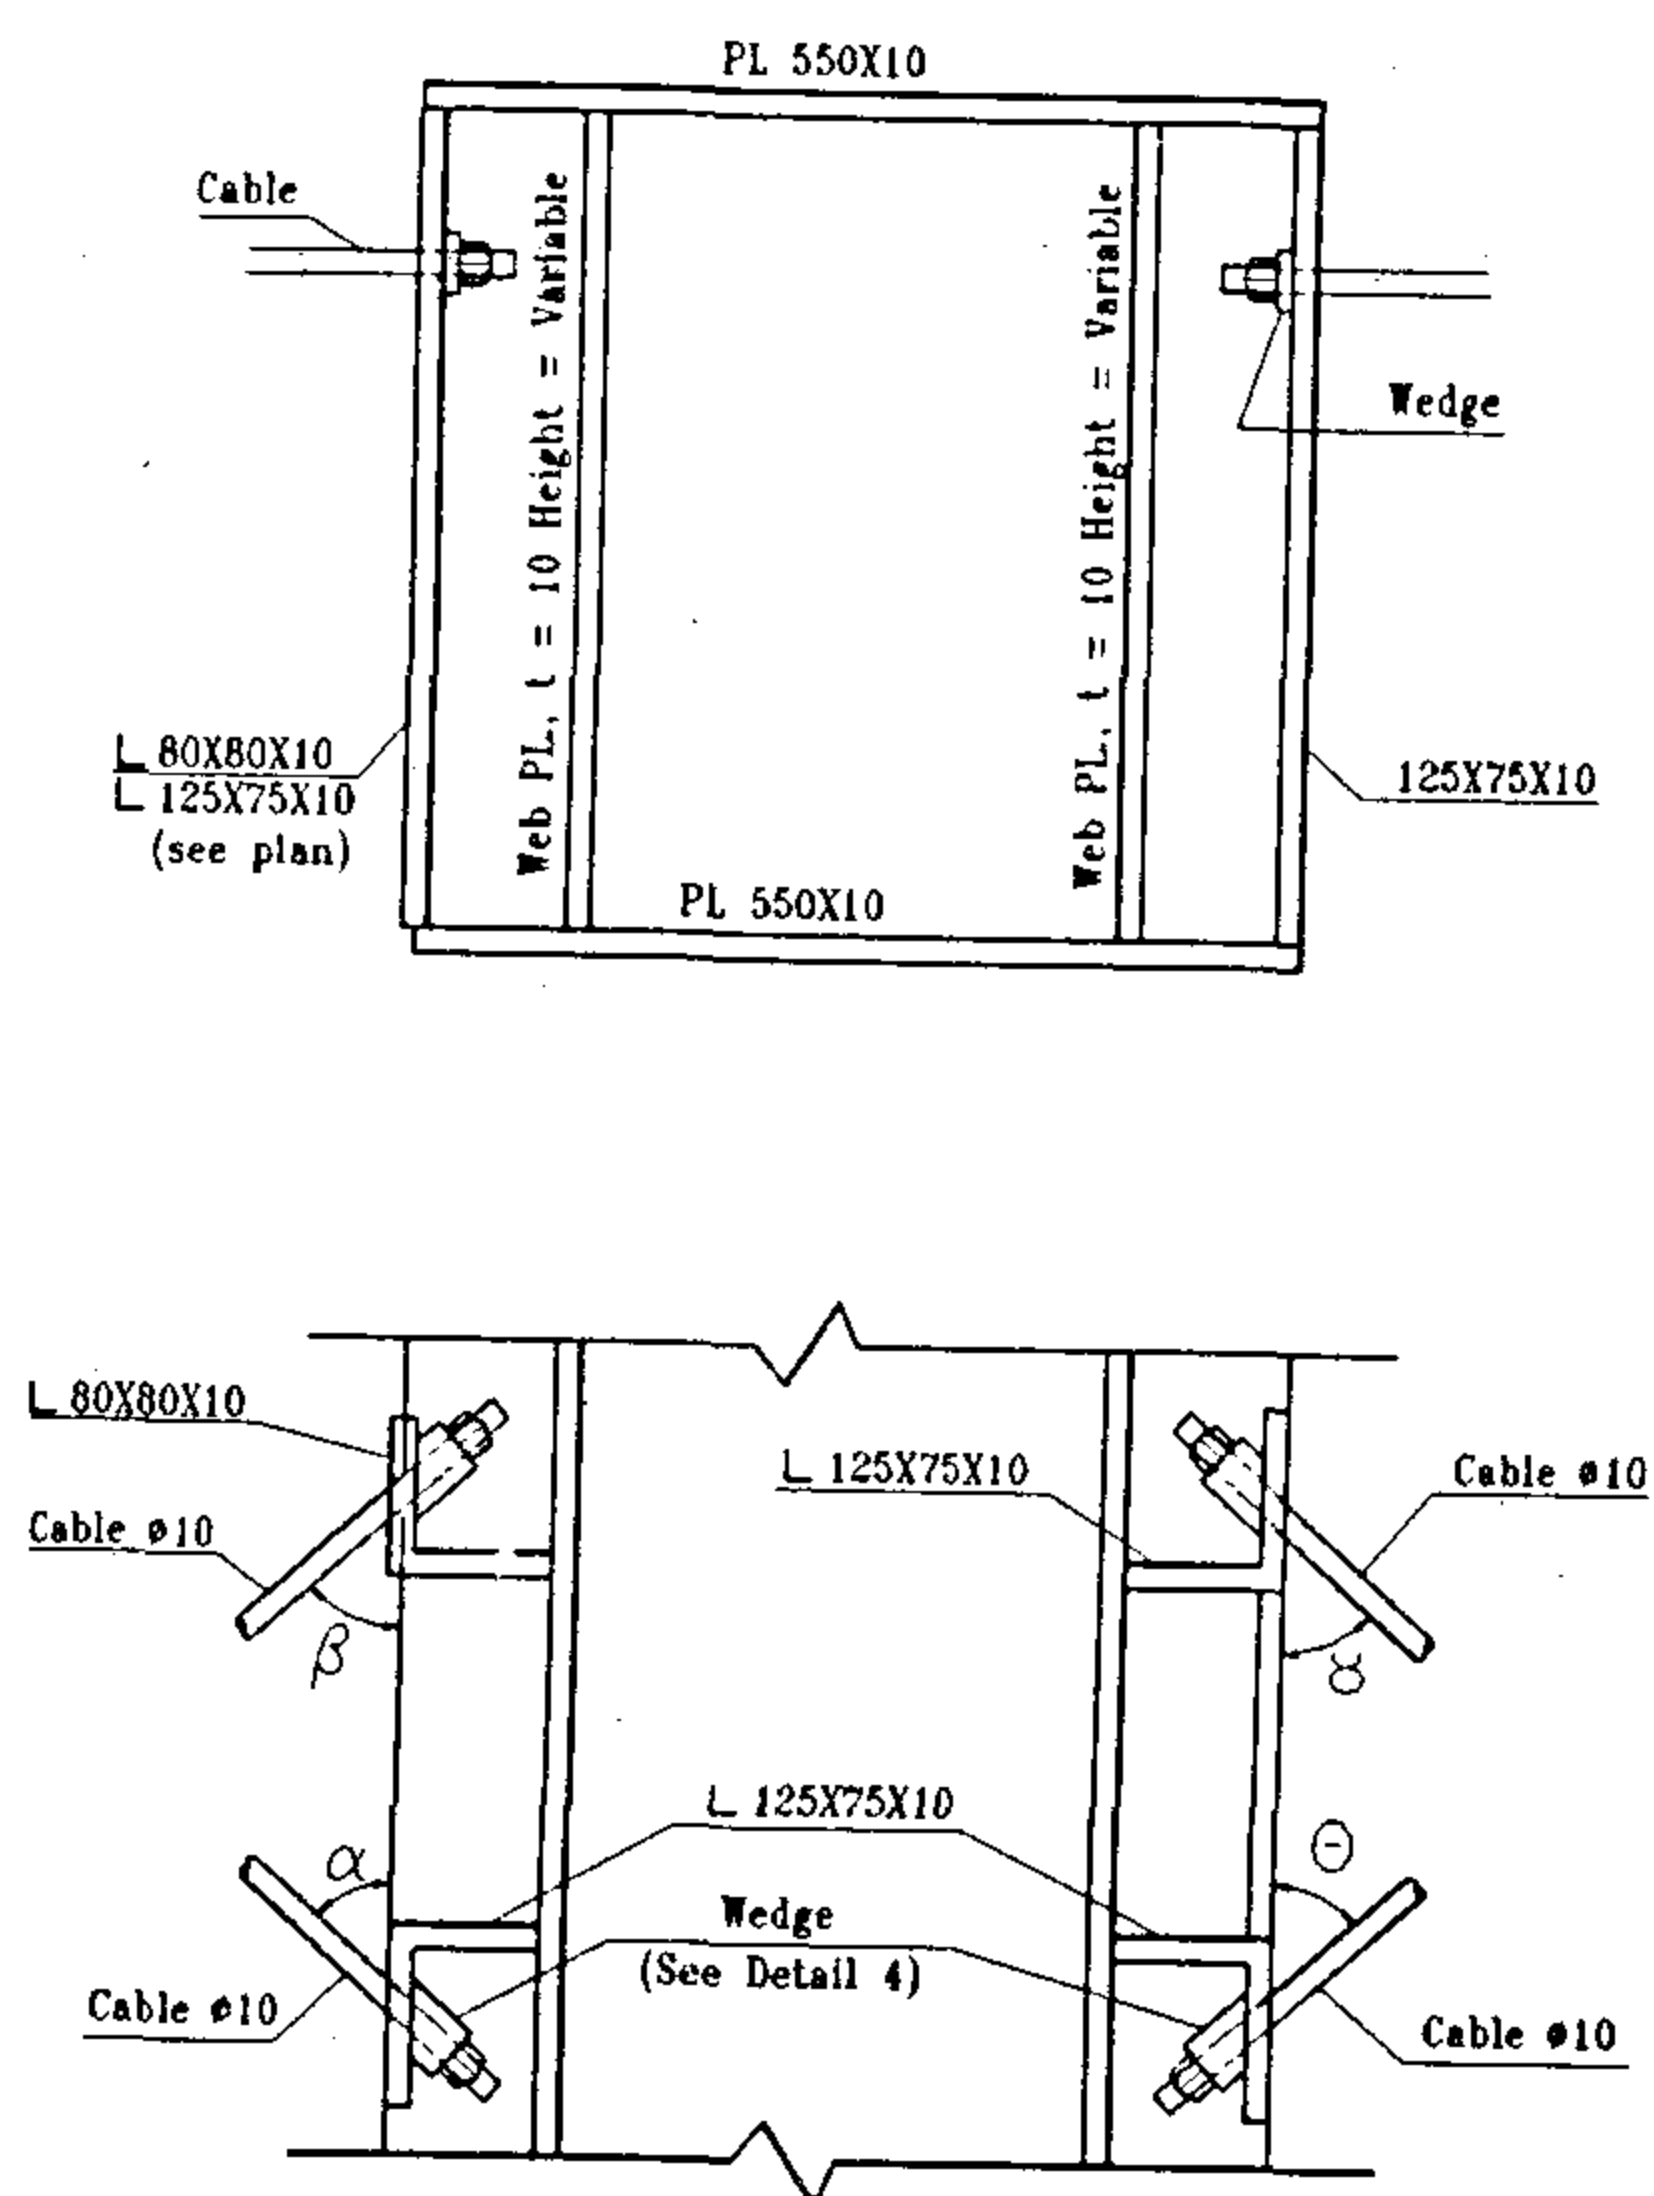 PL 550X10
Cable
Web PL, t = 10 Height = Variable
Web PL, t = 10 Height = Variable
Wedge
L 80X80X10
L 125X75X10
(see plan)
125X75X10
PL 550X10
L 80X80X10
L 125X75X10
Cable ø10
Cable ø10
β
γ
L 125X75X10
α
θ
Wedge
(See Detail 4)
Cable ø10
Cable ø10